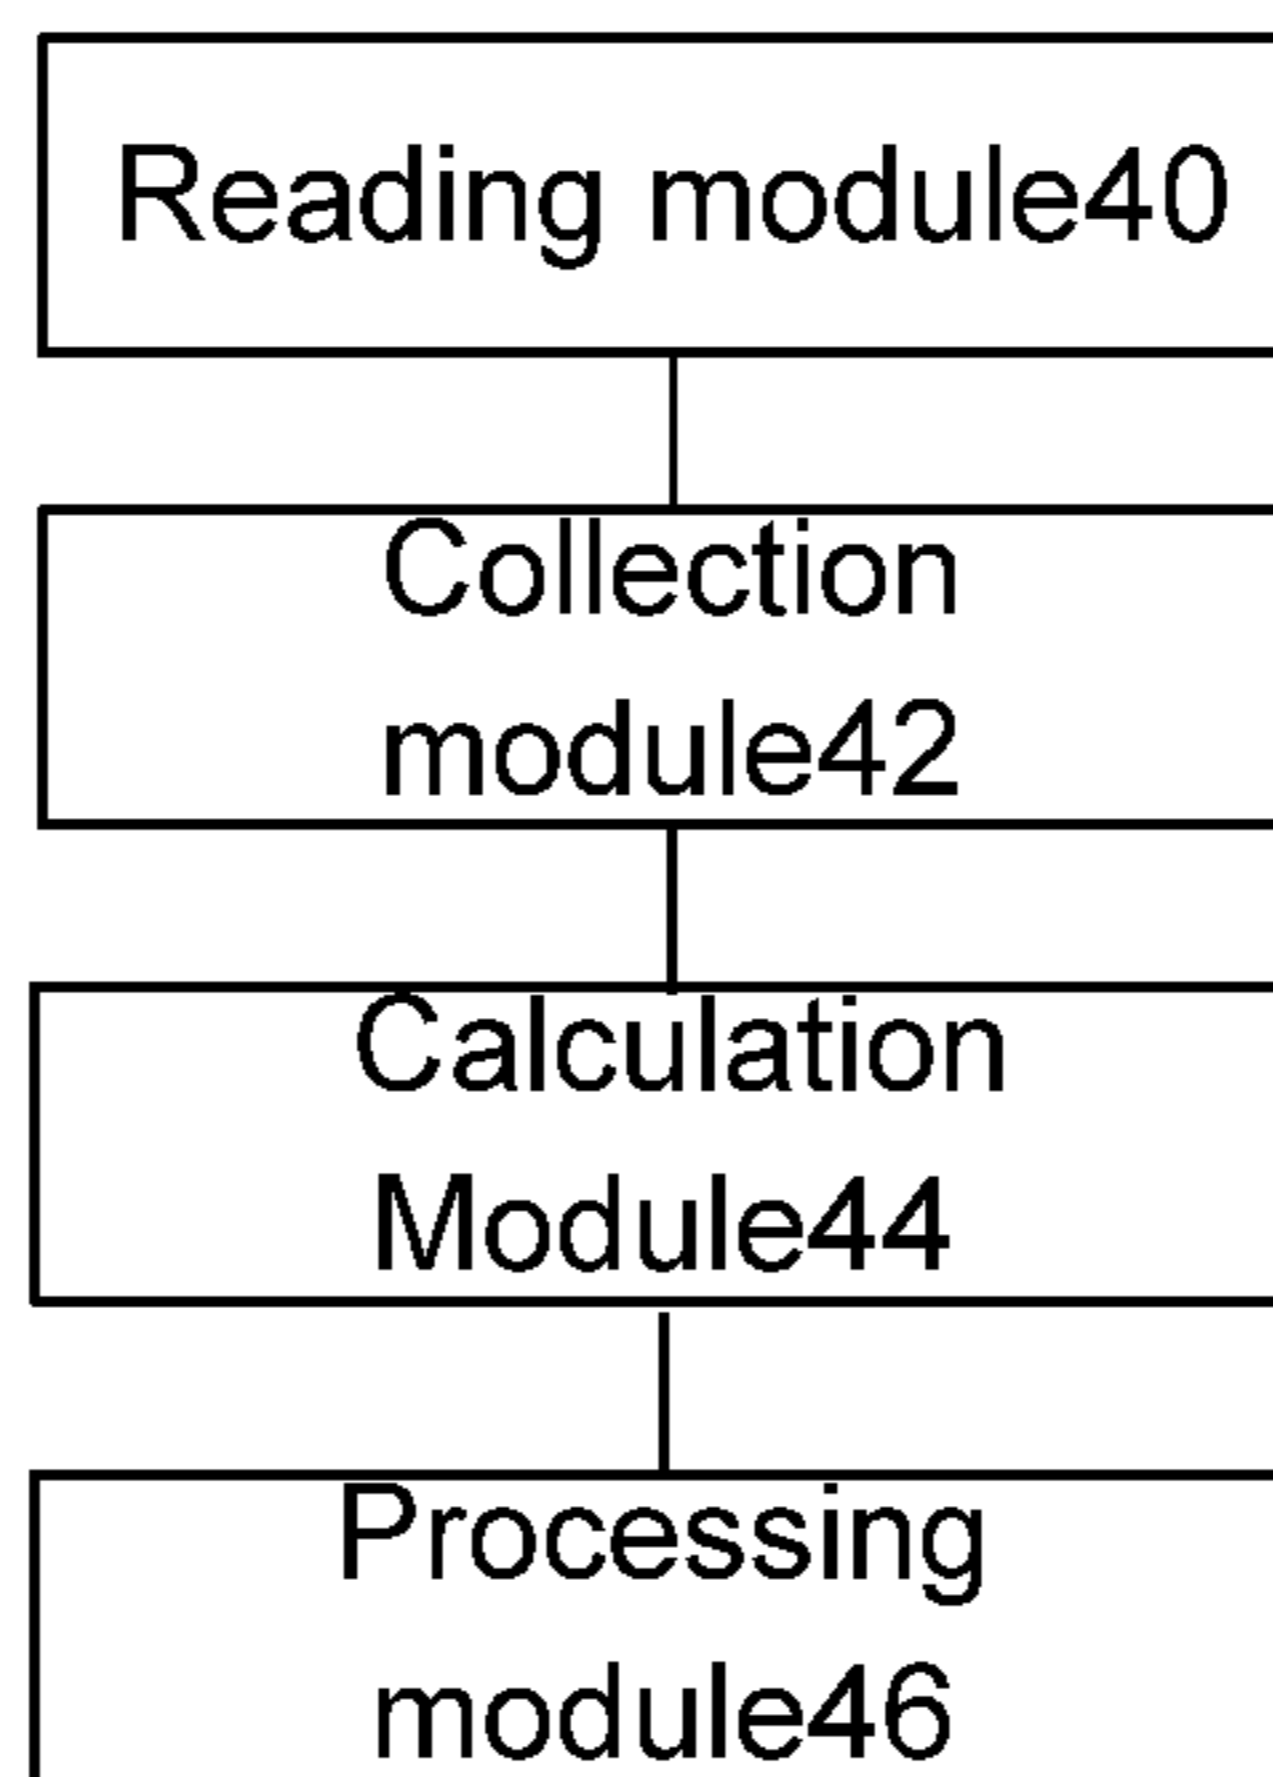 Reading module40
Collection
module42
Calculation
Module44
Processing
module46